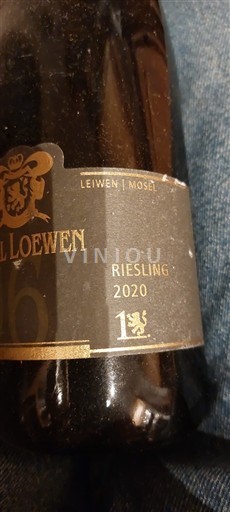 LEIWEN | MOSEL
L LOEWEN
VINIOU
RIESLING
2020
1